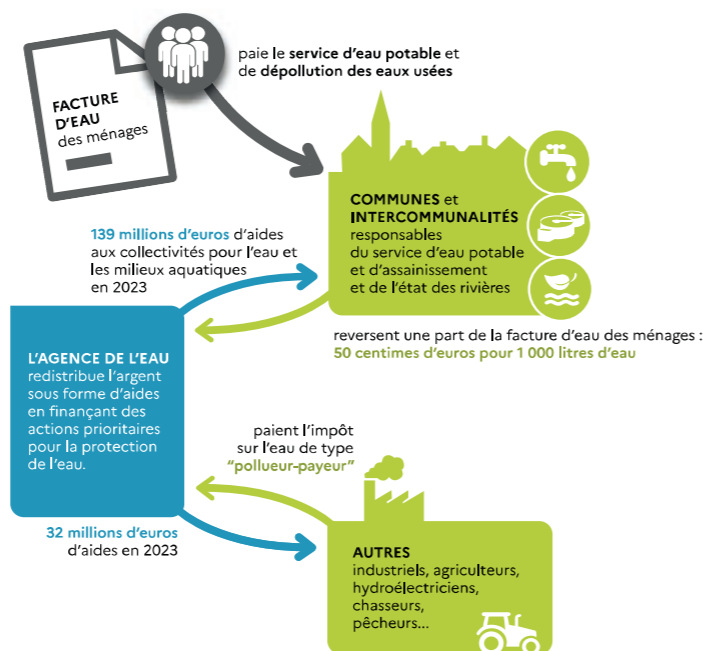 FACTURE
D'EAU
des ménages
paie le service d'eau potable et
de dépollution des eaux usées
COMMUNES et
INTERCOMMUNALITÉS
responsables
du service d'eau potable
et d'assainissement
et de l'état des rivières
139 millions d'euros d'aides
aux collectivités pour l'eau et
les milieux aquatiques
en 2023
reversent une part de la facture d'eau des ménages :
50 centimes d'euros pour 1 000 litres d'eau
L'AGENCE DE L'EAU
redistribue l'argent
sous forme d'aides
en finançant des
actions prioritaires
pour la protection
de l'eau.
paient l'impôt
sur l'eau de type
“pollueur-payeur”
32 millions d'euros
d'aides en 2023
AUTRES
industriels, agriculteurs,
hydroélectriciens,
chasseurs,
pêcheurs...